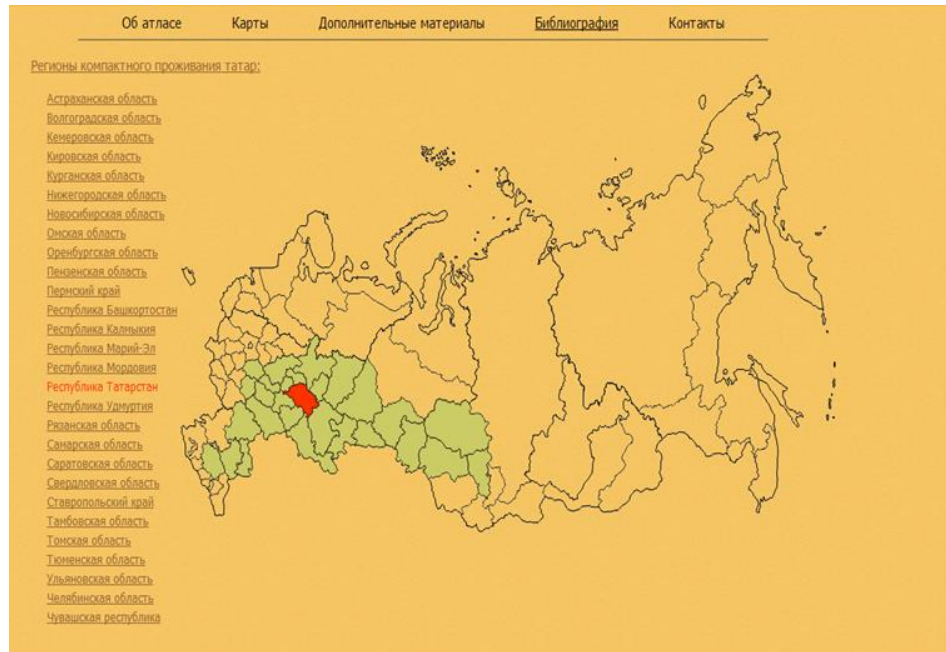 Об атласе Карты Дополнительные материалы Библиография Контакты
Регионы компактного проживания татар:
Астраханская область
Волгоградская область
Кемеровская область
Кировская область
Курганская область
Нижегородская область
Новосибирская область
Омская область
Оренбургская область
Пензенская область
Пермский край
Республика Башкортостан
Республика Калмыкия
Республика Марий-Эл
Республика Мордовия
Республика Татарстан
Республика Удмуртия
Рязанская область
Самарская область
Саратовская область
Свердловская область
Ставропольский край
Тамбовская область
Томская область
Тюменская область
Ульяновская область
Челябинская область
Чувашская республика